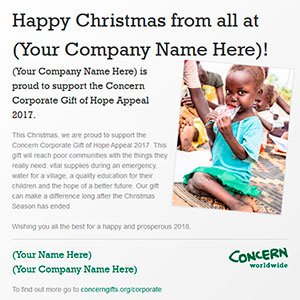 Happy Christmas from all at
(Your Company Name Here)!
(Your Company Name Here) is
proud to support the Concern
Corporate Gift of Hope Appeal
2017.
This Christmas, we are proud to support the
Concern Corporate Gift of Hope Appeal 2017. This
gift will reach poor communities with the things they
really need: vital supplies during an emergency,
water for a village, a quality education for their
children and the hope of a better future. Our gift
can make a difference long after the Christmas
Season has ended.
Wishing you all the best for a happy and prosperous 2018,
(Your Name Here)
(Your Company Name Here)
CONCERN
worldwide
To find out more go to concerngifts.org/corporate